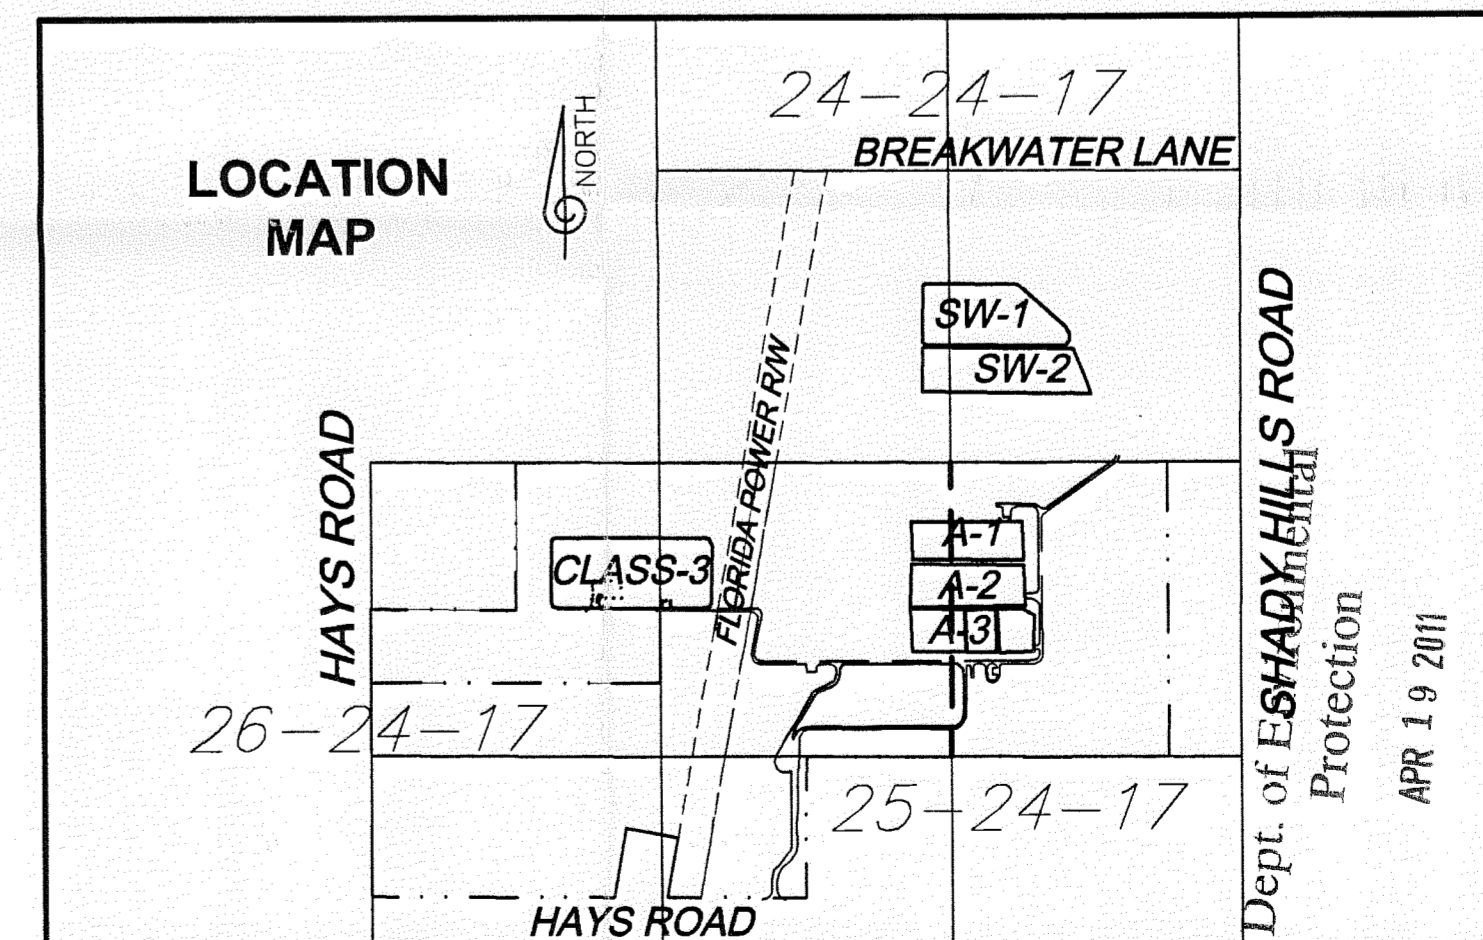 24-24-17
BREAKWATER LANE
LOCATION
MAP
NORTH
SW-1
SW-2
FLORIDA POWER R/W
SHADY HILLS ROAD
HAYS ROAD
A-1
CLASS-3
A-2
A-3
26-24-17
25-24-17
HAYS ROAD
Dept. of Environmental
Protection
APR 19 2011